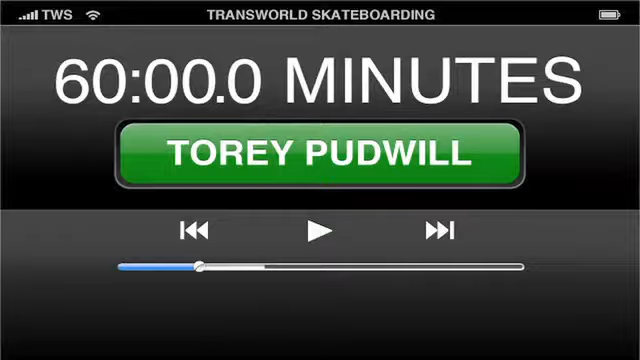 TWS TRANSWORLD SKATEBOARDING
60:00.0 MINUTES
TOREY PUDWILL